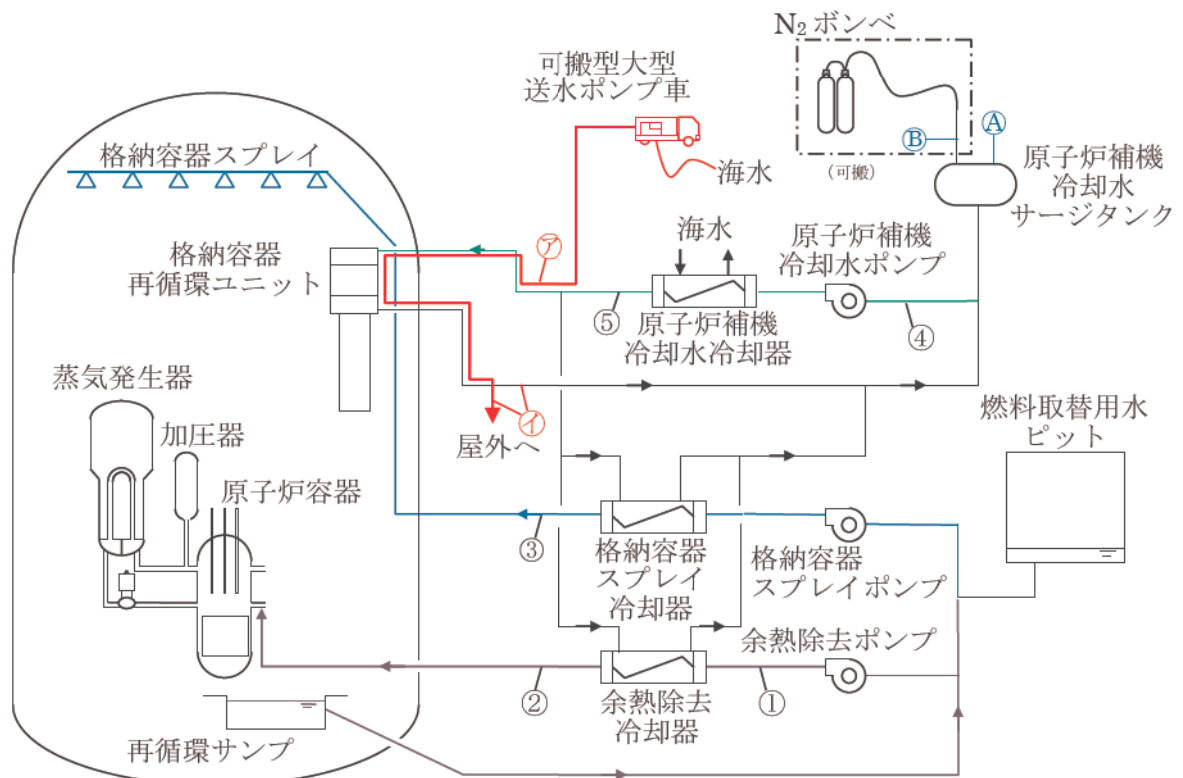 N₂ ボンベ
可搬型大型
送水ポンプ車
Ⓐ
Ⓑ
格納容器スプレイ
海水
(可搬)
原子炉補機
冷却水
サージタンク
格納容器
再循環ユニット
㋐
海水
原子炉補機
冷却水ポンプ
⑤
原子炉補機
冷却水冷却器
④
蒸気発生器
加圧器
㋑
屋外へ
燃料取替用水
ピット
原子炉容器
③
格納容器
スプレイ
冷却器
格納容器
スプレイポンプ
余熱除去ポンプ
②
①
余熱除去
冷却器
再循環サンプ